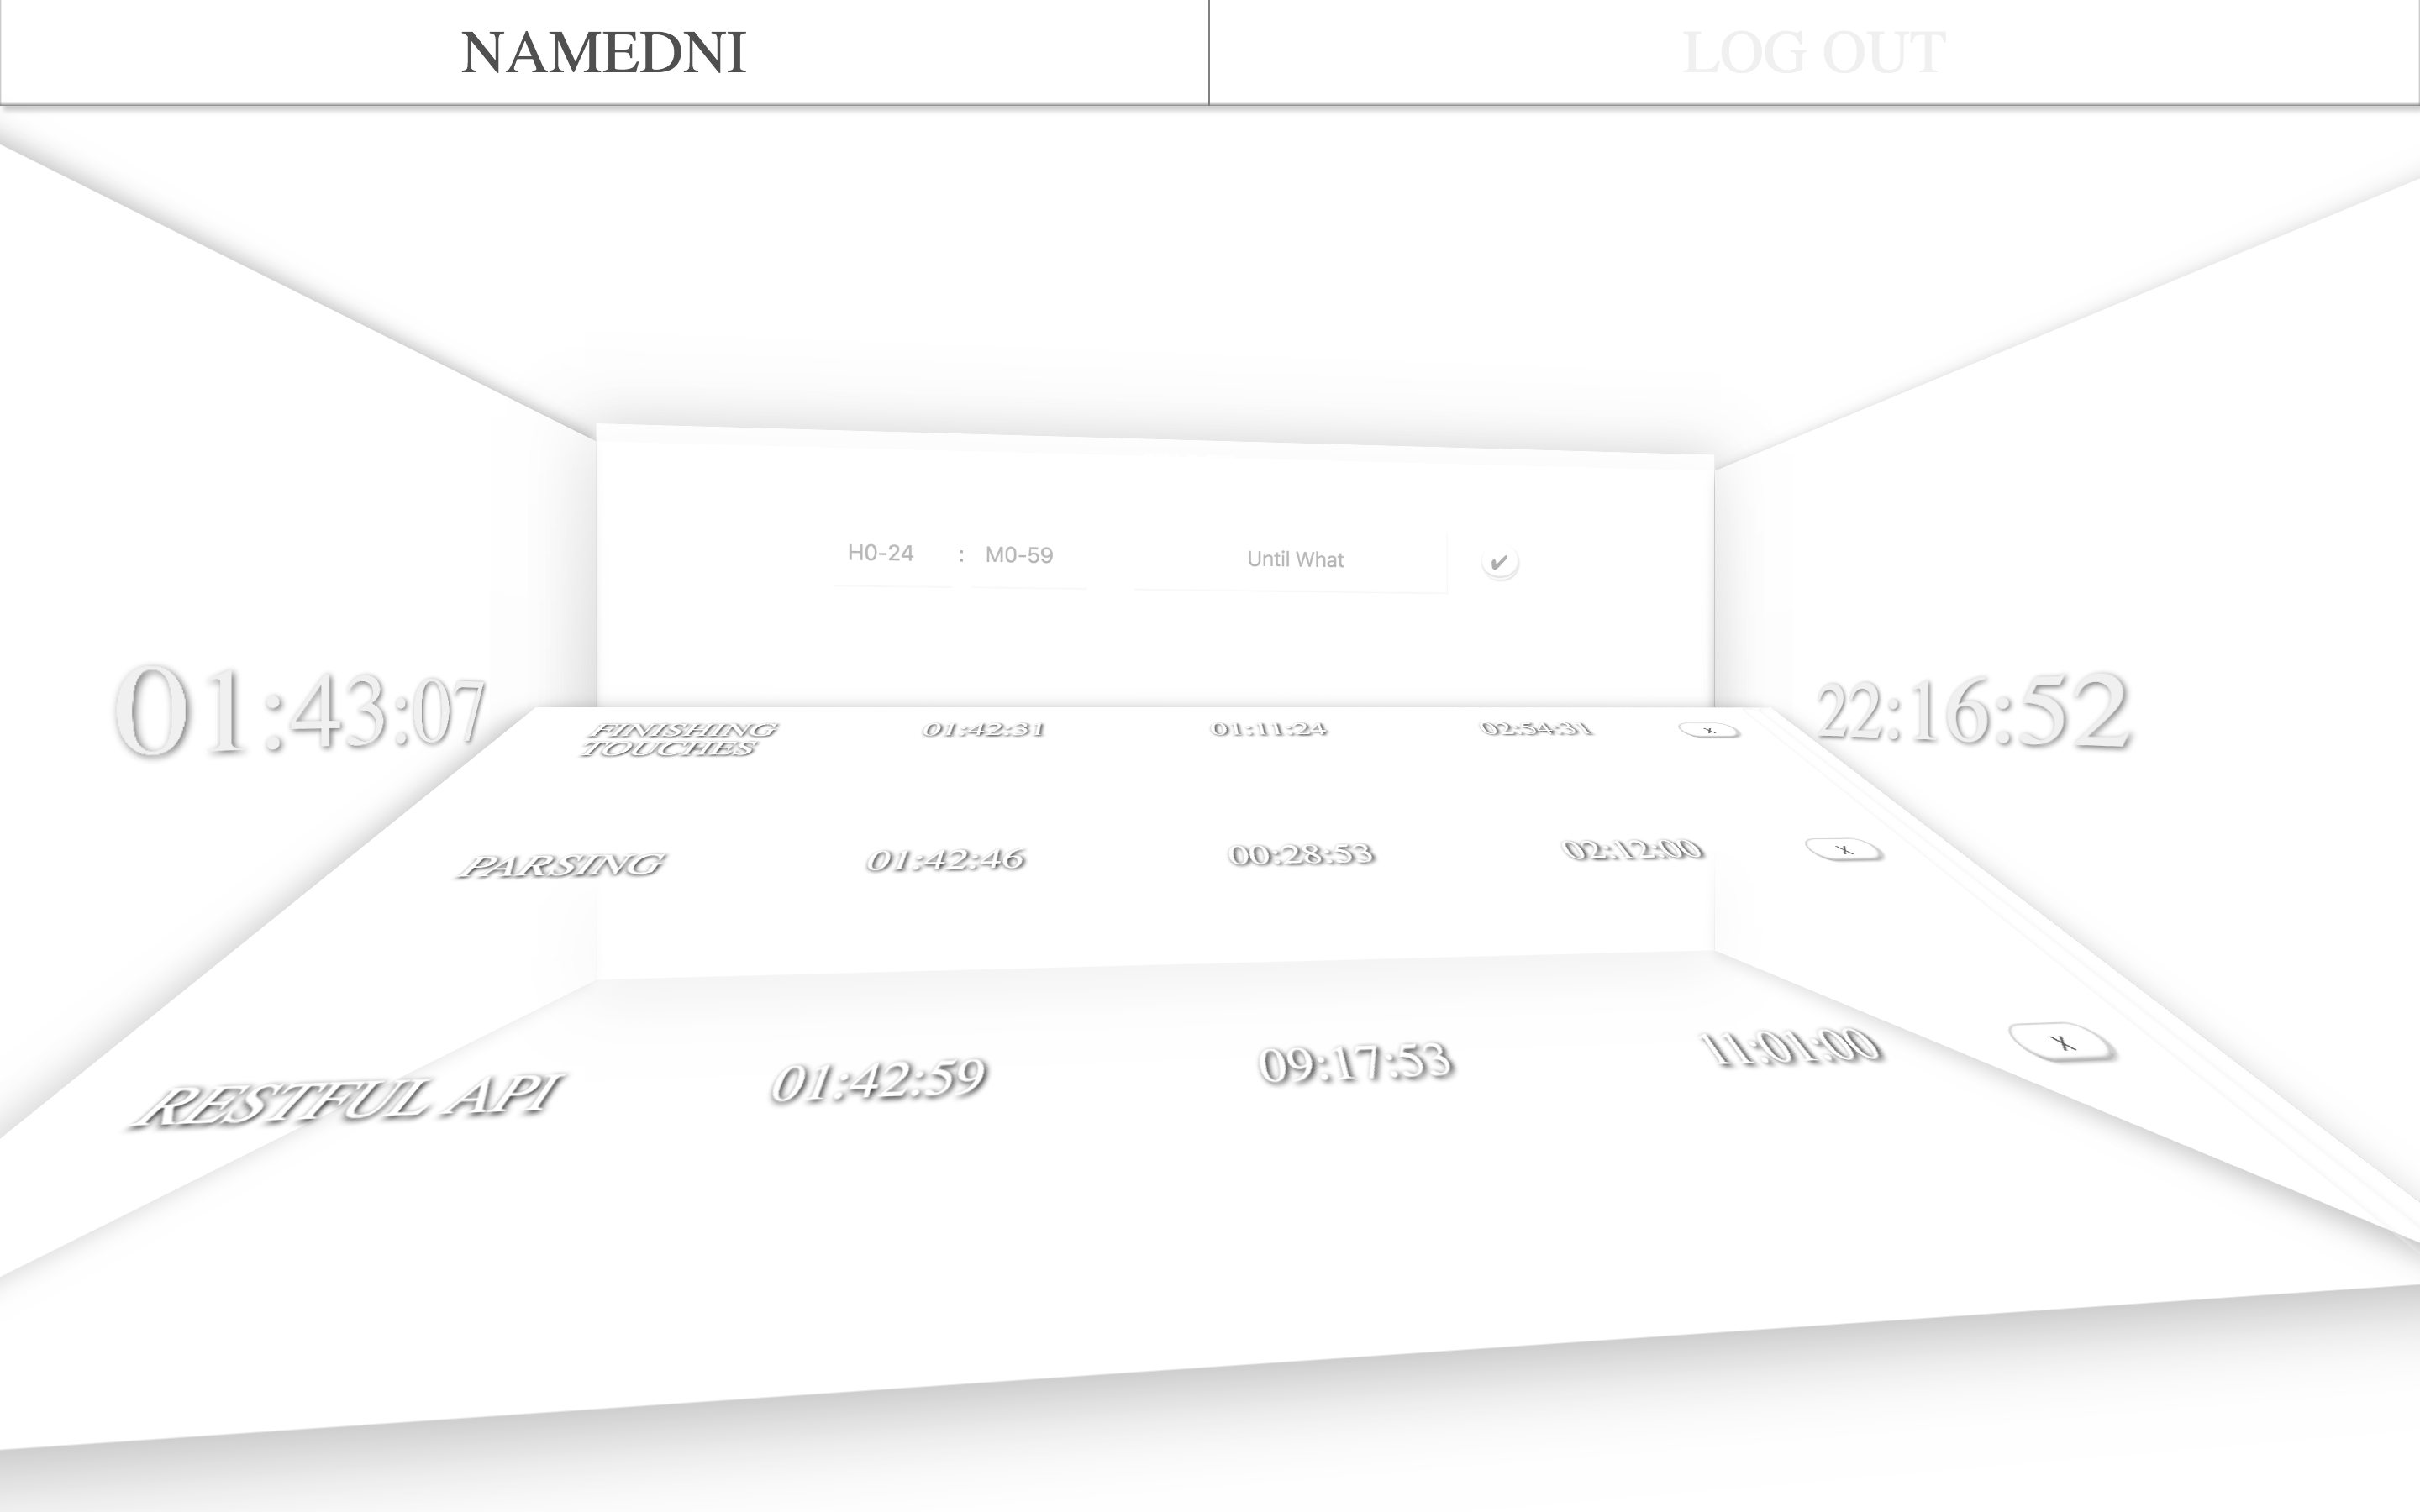 NAMEDNI
LOG OUT
H0-24 : M0-59 Until What ✔
01:43:07
22:16:52
FINISHING TOUCHES 01:42:31 01:11:24 02:54:31 X
PARSING 01:42:46 00:28:53 02:12:00 X
RESTFUL API 01:42:59 09:17:53 11:01:00 X